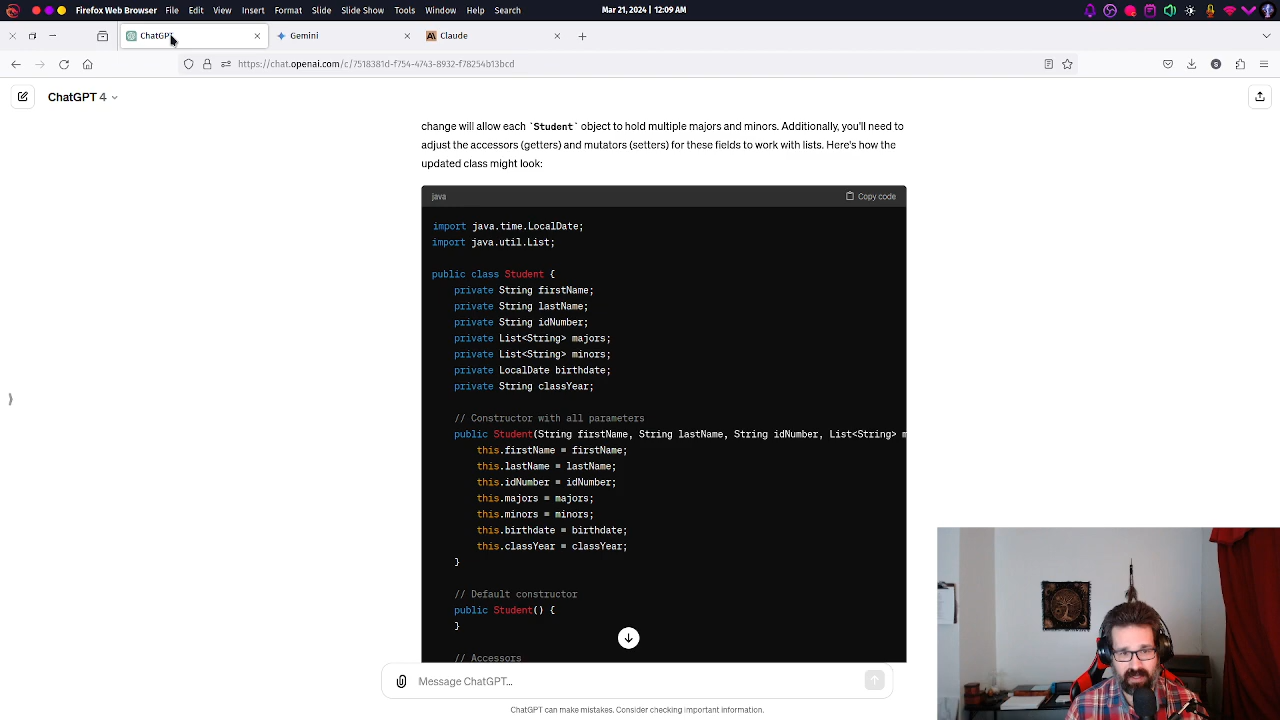 Firefox Web Browser File Edit View Insert Format Slide Slide Show Tools Window Help Search Mar 21, 2024 | 12:09 AM
ChatGPT Gemini Claude
https://chat.openai.com/c/7518381d-f754-4743-8932-f78254b13bcd
ChatGPT 4
change will allow each `Student` object to hold multiple majors and minors. Additionally, you'll need to
adjust the accessors (getters) and mutators (setters) for these fields to work with lists. Here's how the
updated class might look:
java Copy code
import java.time.LocalDate;
import java.util.List;
public class Student {
private String firstName;
private String lastName;
private String idNumber;
private List<String> majors;
private List<String> minors;
private LocalDate birthdate;
private String classYear;
// Constructor with all parameters
public Student(String firstName, String lastName, String idNumber, List<String> m
this.firstName = firstName;
this.lastName = lastName;
this.idNumber = idNumber;
this.majors = majors;
this.minors = minors;
this.birthdate = birthdate;
this.classYear = classYear;
}
// Default constructor
public Student() {
}
// Accessors
Message ChatGPT...
ChatGPT can make mistakes. Consider checking important information.